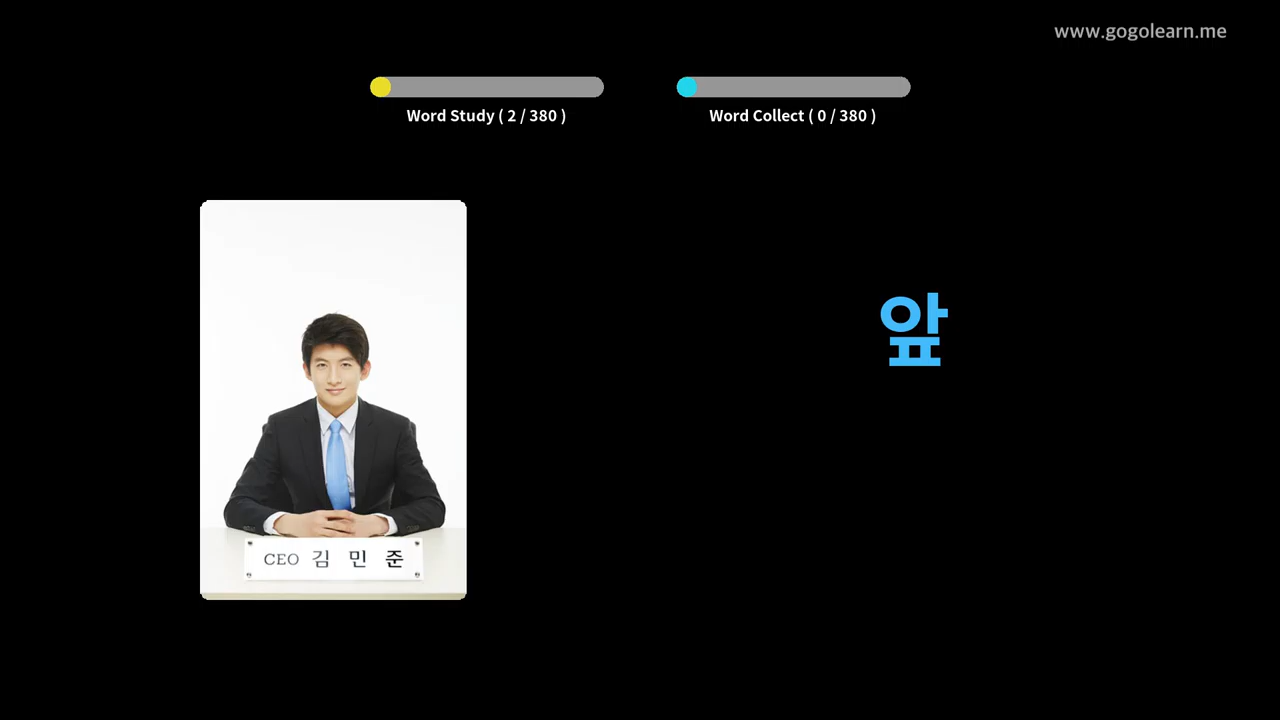 www.gogolearn.me
Word Study ( 2 / 380 )
Word Collect ( 0 / 380 )
앞
CEO 김 민 준